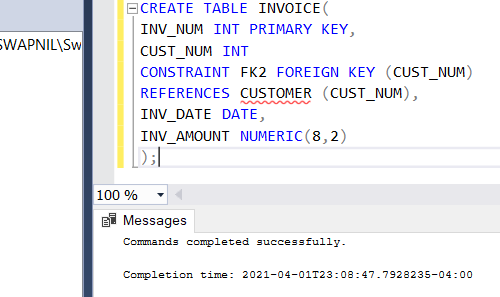 SWAPNIL\Sw
CREATE TABLE INVOICE(
INV_NUM INT PRIMARY KEY,
CUST_NUM INT
CONSTRAINT FK2 FOREIGN KEY (CUST_NUM)
REFERENCES CUSTOMER (CUST_NUM),
INV_DATE DATE,
INV_AMOUNT NUMERIC(8,2)
);
100 %
Messages
Commands completed successfully.
Completion time: 2021-04-01T23:08:47.7928235-04:00